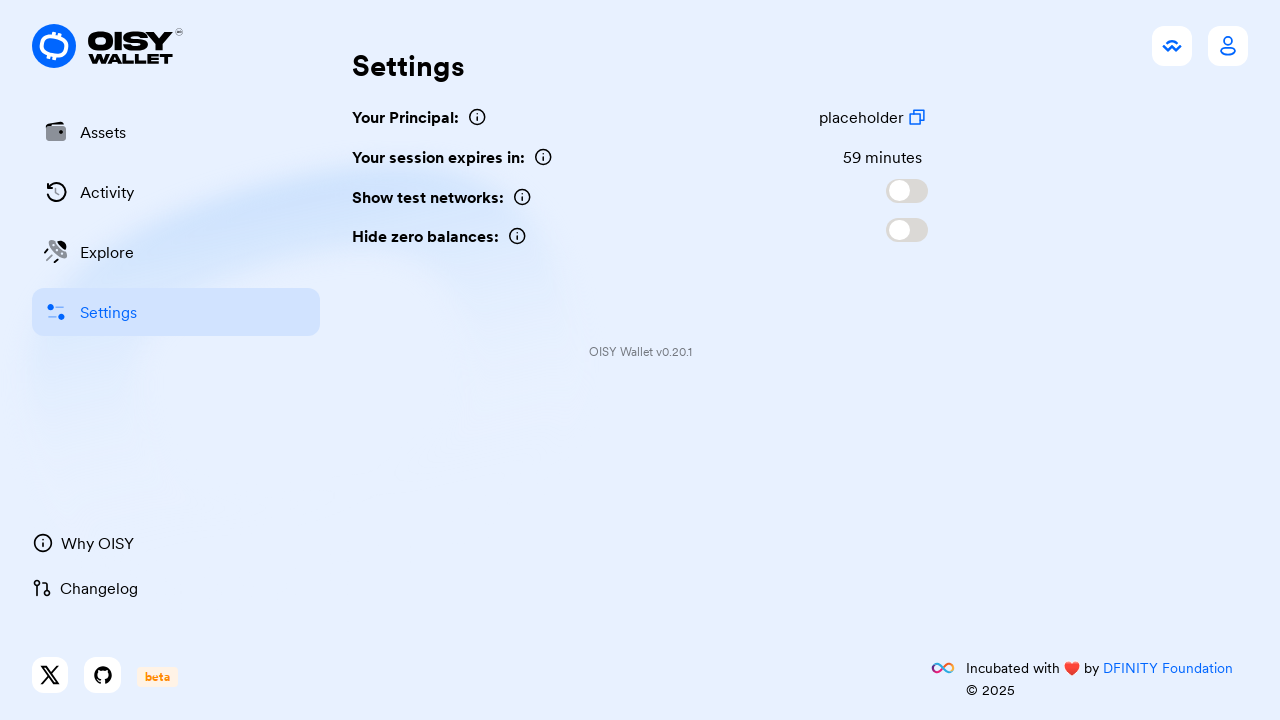 OISY
WALLET
Settings
Assets
Activity
Explore
Settings
Your Principal:
placeholder
Your session expires in:
59 minutes
Show test networks:
Hide zero balances:
OISY Wallet v0.20.1
Why OISY
Changelog
beta
Incubated with ❤️ by DFINITY Foundation
© 2025